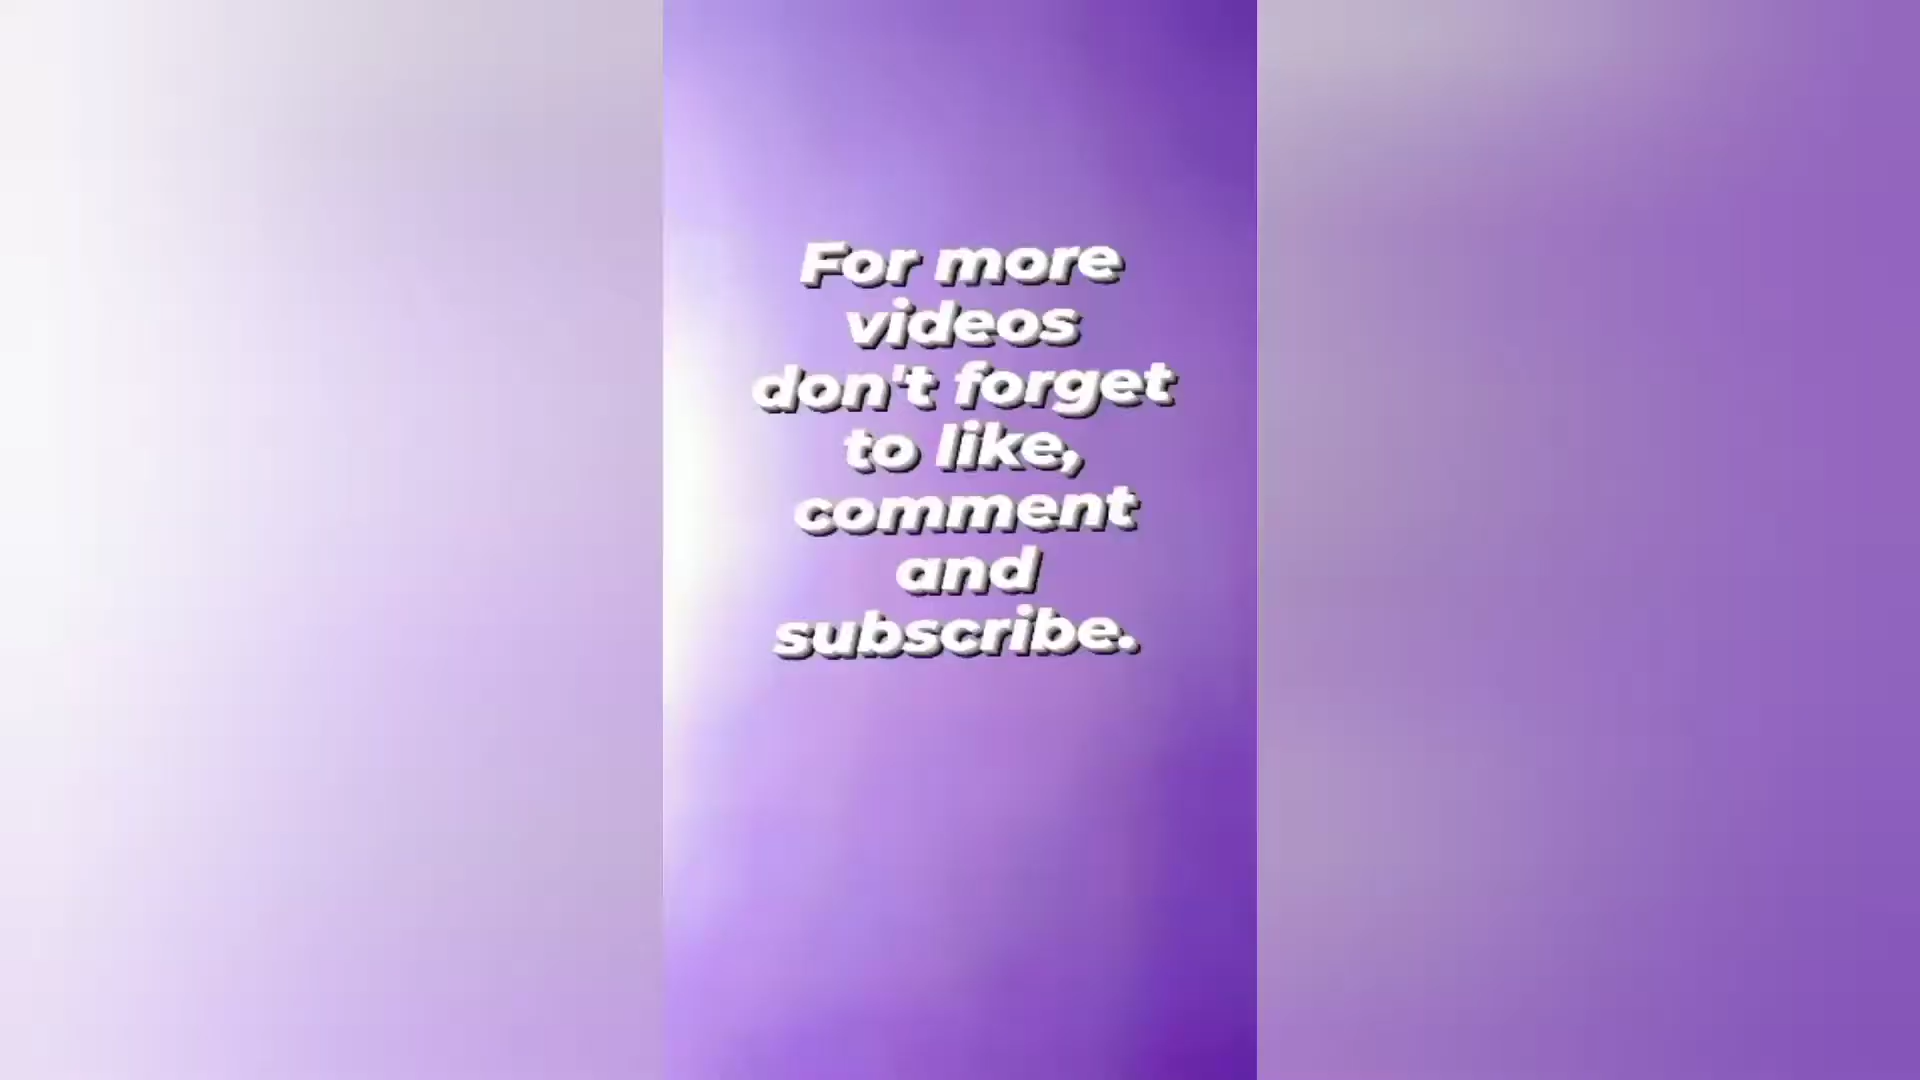 For more
videos
don't forget
to like,
comment
and
subscribe.